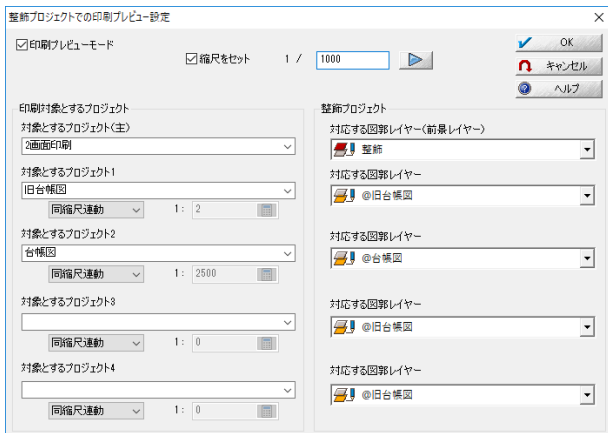 整飾プロジェクトでの印刷プレビュー設定
印刷プレビューモード
縮尺をセット 1 / 1000
OK
キャンセル
ヘルプ
印刷対象とするプロジェクト
対象とするプロジェクト(主)
2画面印刷
対象とするプロジェクト1
旧台帳図
同縮尺連動 1: 2
対象とするプロジェクト2
台帳図
同縮尺連動 1: 2500
対象とするプロジェクト3
同縮尺連動 1: 0
対象とするプロジェクト4
同縮尺連動 1: 0
整飾プロジェクト
対応する図郭レイヤー(前景レイヤー)
整飾
対応する図郭レイヤー
@旧台帳図
対応する図郭レイヤー
@台帳図
対応する図郭レイヤー
@旧台帳図
対応する図郭レイヤー
@旧台帳図